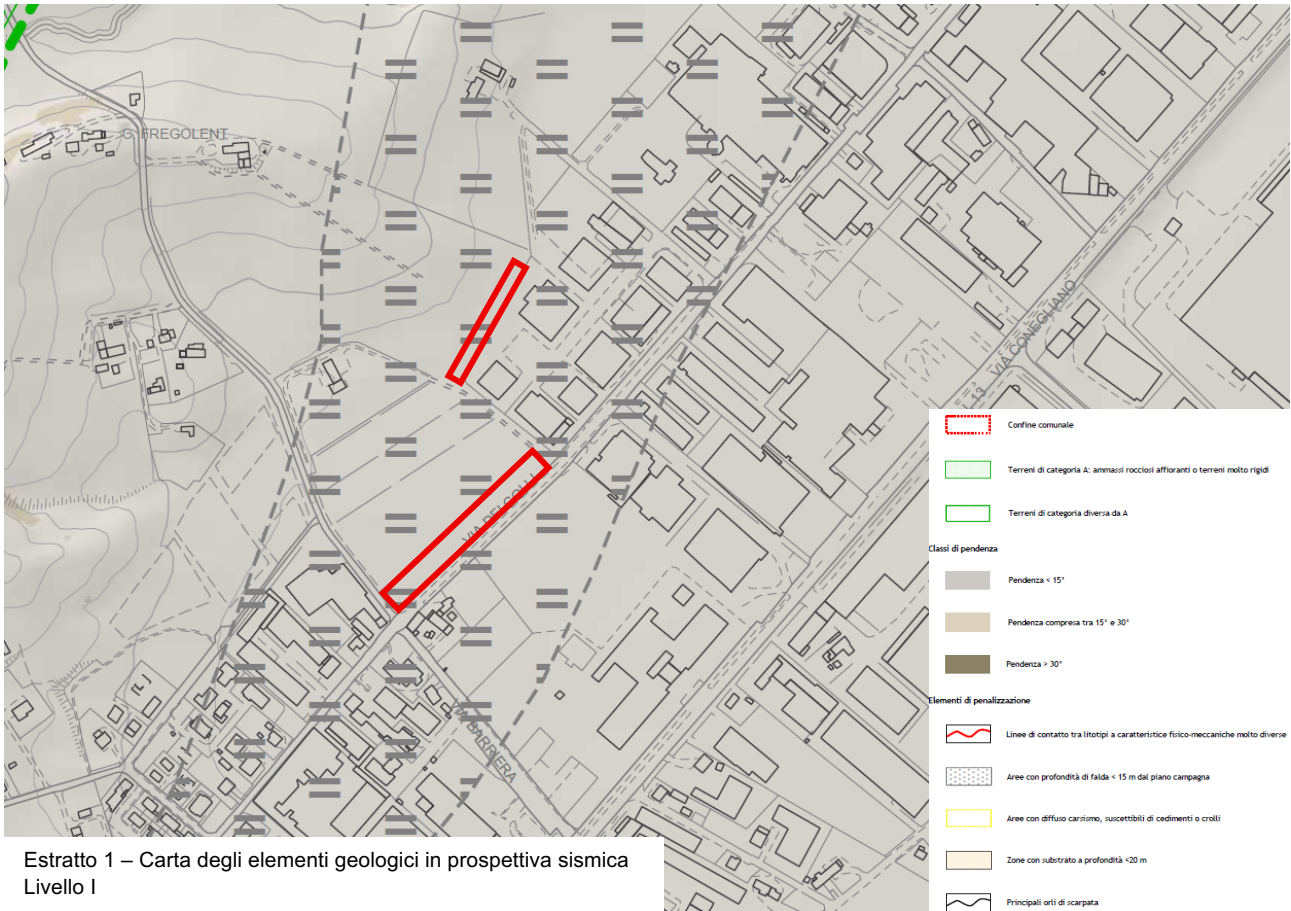 C. FREGOLENT
VIA CONEGLIANO
13
VIA DEI COLLI
VIA BARRIERA
Confine comunale
Terreni di categoria A: ammassi rocciosi affioranti o terreni molto rigidi
Terreni di categoria diversa da A
Classi di pendenza
Pendenza < 15°
Pendenza compresa tra 15° e 30°
Pendenza > 30°
Elementi di penalizzazione
Linee di contatto tra litotipi a caratteristiche fisico-meccaniche molto diverse
Aree con profondità di falda < 15 m dal piano campagna
Aree con diffuso carsismo, suscettibili di cedimenti o crolli
Zone con substrato a profondità <20 m
Principali orli di scarpata
Estratto 1 – Carta degli elementi geologici in prospettiva sismica
Livello I